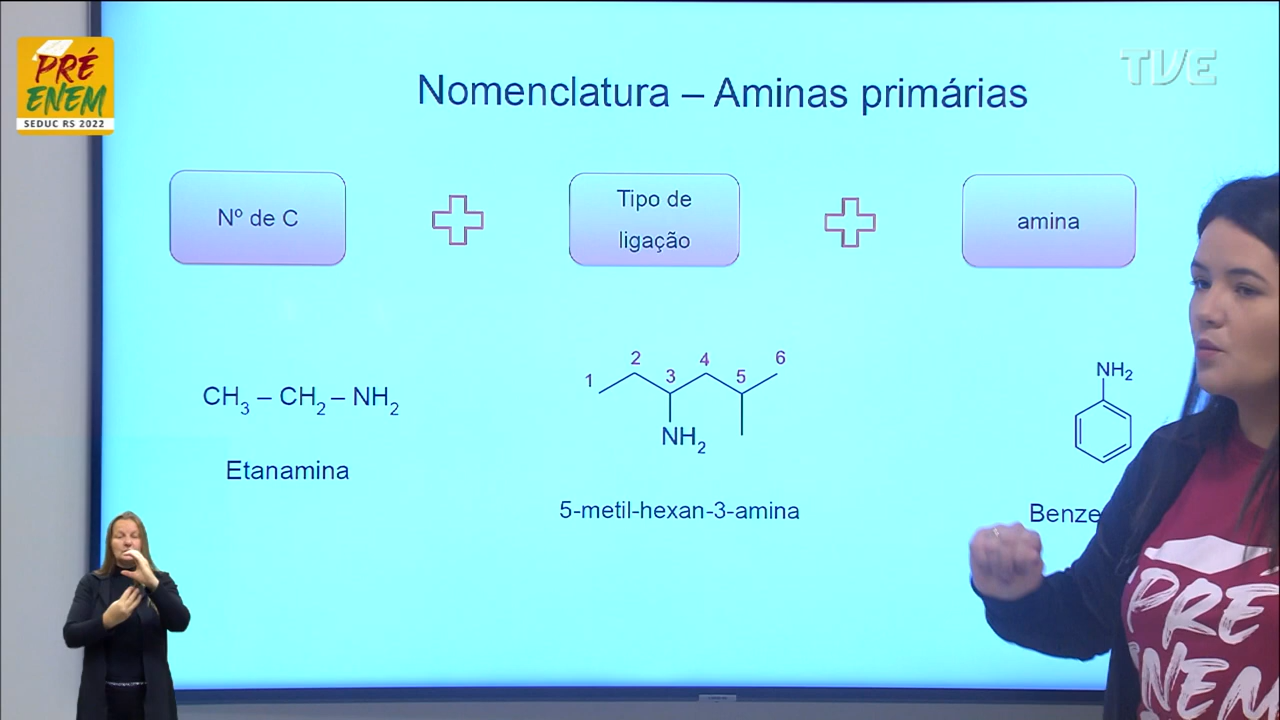 PRÉ
ENEM
SEDUC RS 2022
TVE
Nomenclatura – Aminas primárias
Nº de C
Tipo de
ligação
amina
CH3 – CH2 – NH2
1 2 3 4 5 6
NH2
NH2
Etanamina
5-metil-hexan-3-amina
PRÉ
ENEM